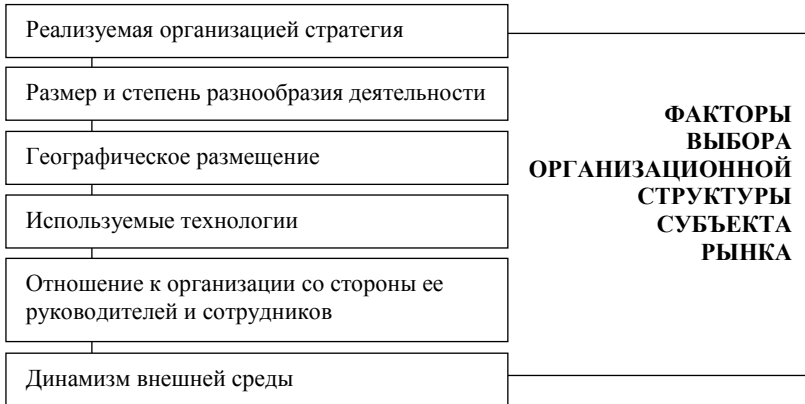 Реализуемая организацией стратегия
Размер и степень разнообразия деятельности
Географическое размещение
Используемые технологии
Отношение к организации со стороны ее
руководителей и сотрудников
Динамизм внешней среды
ФАКТОРЫ
ВЫБОРА
ОРГАНИЗАЦИОННОЙ
СТРУКТУРЫ
СУБЪЕКТА
РЫНКА